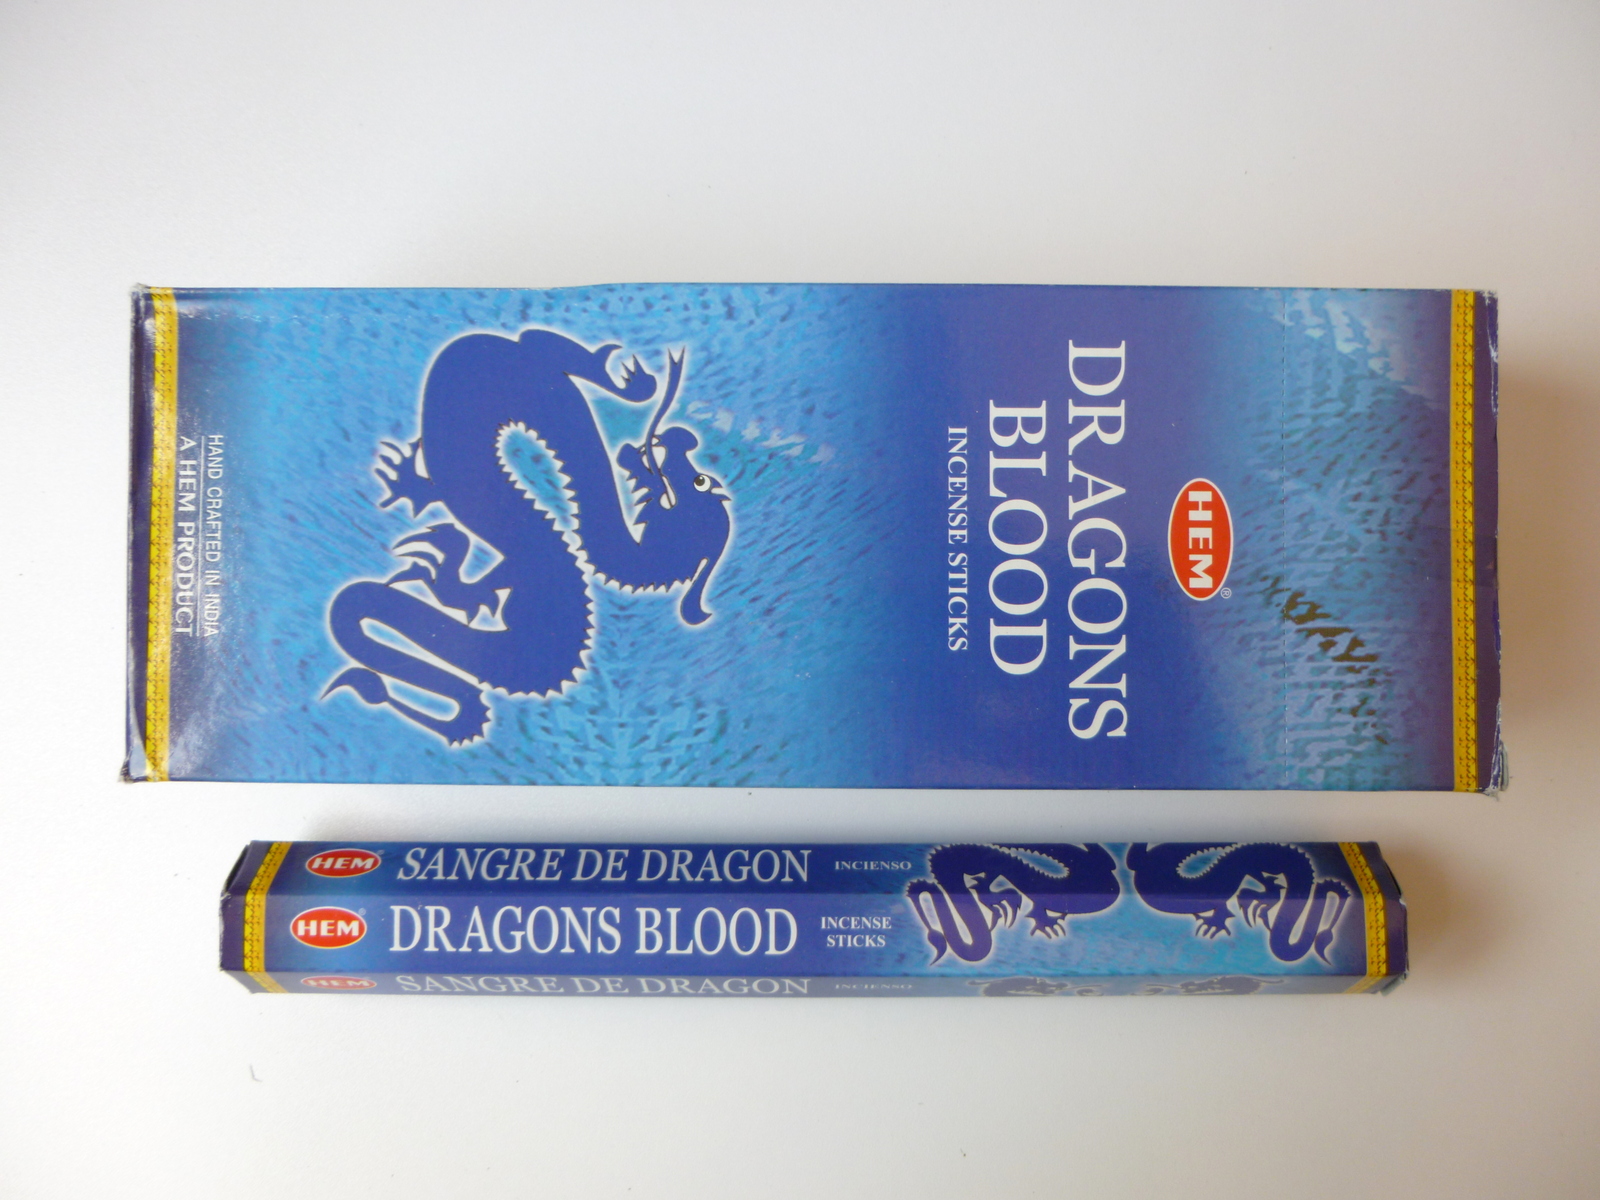 HEM®
DRAGONS
BLOOD
INCENSE STICKS
HAND CRAFTED IN INDIA
A HEM PRODUCT
HEM SANGRE DE DRAGON INCIENSO
HEM® DRAGONS BLOOD INCENSE
STICKS
HEM SANGRE DE DRAGON INCIENSO